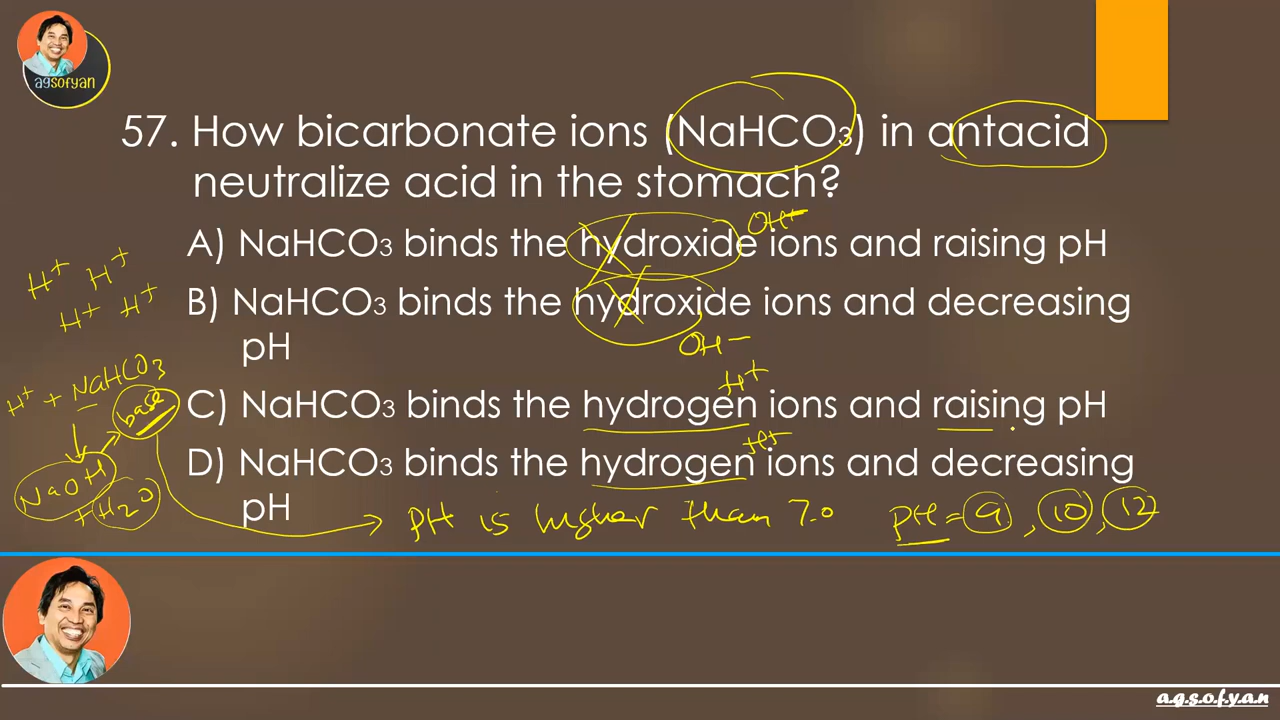 agsofyan
57. How bicarbonate ions (NaHCO3) in antacid
neutralize acid in the stomach?
OH-
A) NaHCO3 binds the hydroxide ions and raising pH
H+ H+
H+ H+
B) NaHCO3 binds the hydroxide ions and decreasing
pH
OH-
H+
H+ + NaHCO3
base
C) NaHCO3 binds the hydrogen ions and raising pH
H+
D) NaHCO3 binds the hydrogen ions and decreasing
pH
NaOH
+ H2O
pH is higher than 7.0 pH = 9, 10, 12
a.g.s.o.f.y.a.n